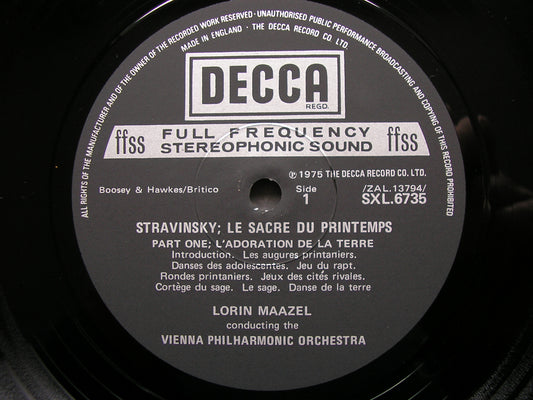 ALL RIGHTS OF THE MANUFACTURER AND OF THE OWNER OF THE RECORDED WORK RESERVED · UNAUTHORISED PUBLIC PERFORMANCE BROADCASTING AND COPYING OF THIS RECORD PROHIBITED
MADE IN ENGLAND · THE DECCA RECORD CO. LTD.
DECCA
REGD.
ffss FULL FREQUENCY ffss
STEREOPHONIC SOUND
℗ 1975 THE DECCA RECORD CO. LTD.
Boosey & Hawkes/Britico Side /ZAL.13794/
1 SXL.6735
STRAVINSKY; LE SACRE DU PRINTEMPS
PART ONE; L'ADORATION DE LA TERRE
Introduction. Les augures printaniers.
Danses des adolescantes. Jeu du rapt.
Rondes printaniers. Jeux des cités rivales.
Cortège du sage. Le sage. Danse de la terre
LORIN MAAZEL
conducting the
VIENNA PHILHARMONIC ORCHESTRA